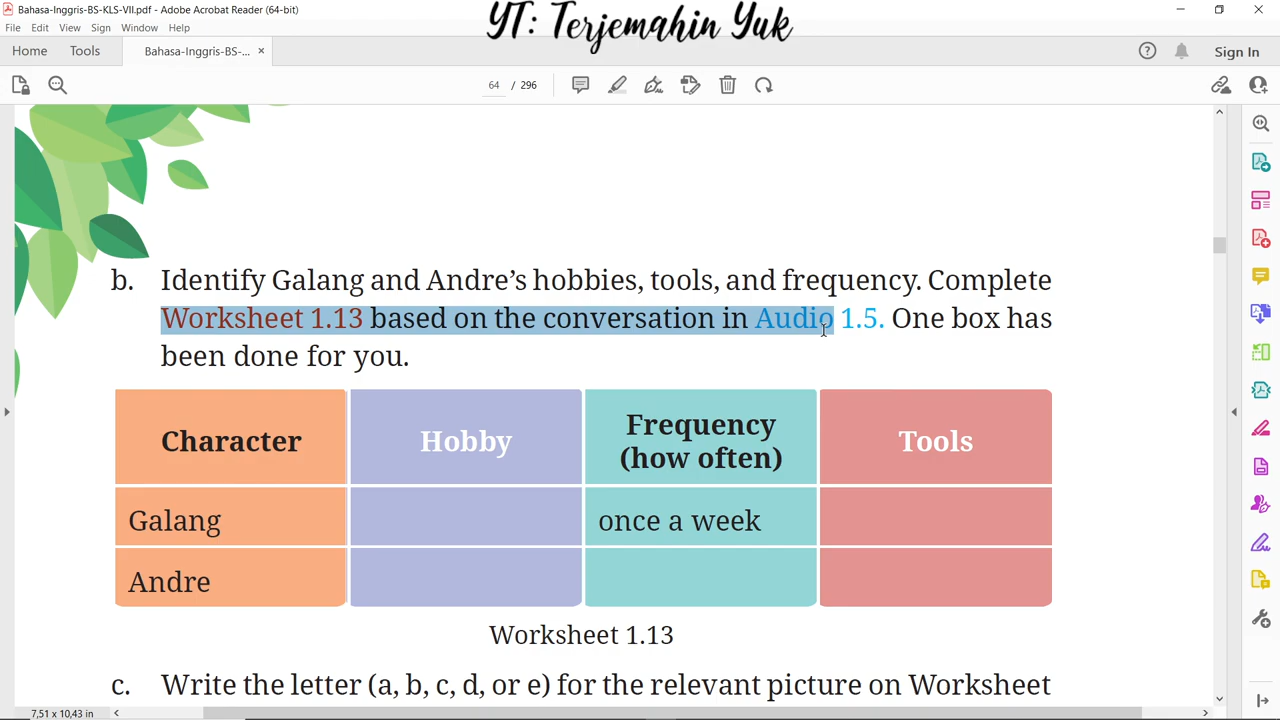 Bahasa-Inggris-BS-KLS-VII.pdf - Adobe Acrobat Reader (64-bit)
YT: Terjemahin Yuk
File Edit View Sign Window Help
Home Tools Bahasa-Inggris-BS-... × Sign In
64 / 296
b. Identify Galang and Andre’s hobbies, tools, and frequency. Complete
Worksheet 1.13 based on the conversation in Audio 1.5. One box has
been done for you.
Character Hobby Frequency (how often) Tools
Galang once a week
Andre
Worksheet 1.13
c. Write the letter (a, b, c, d, or e) for the relevant picture on Worksheet
7,51 x 10,43 in